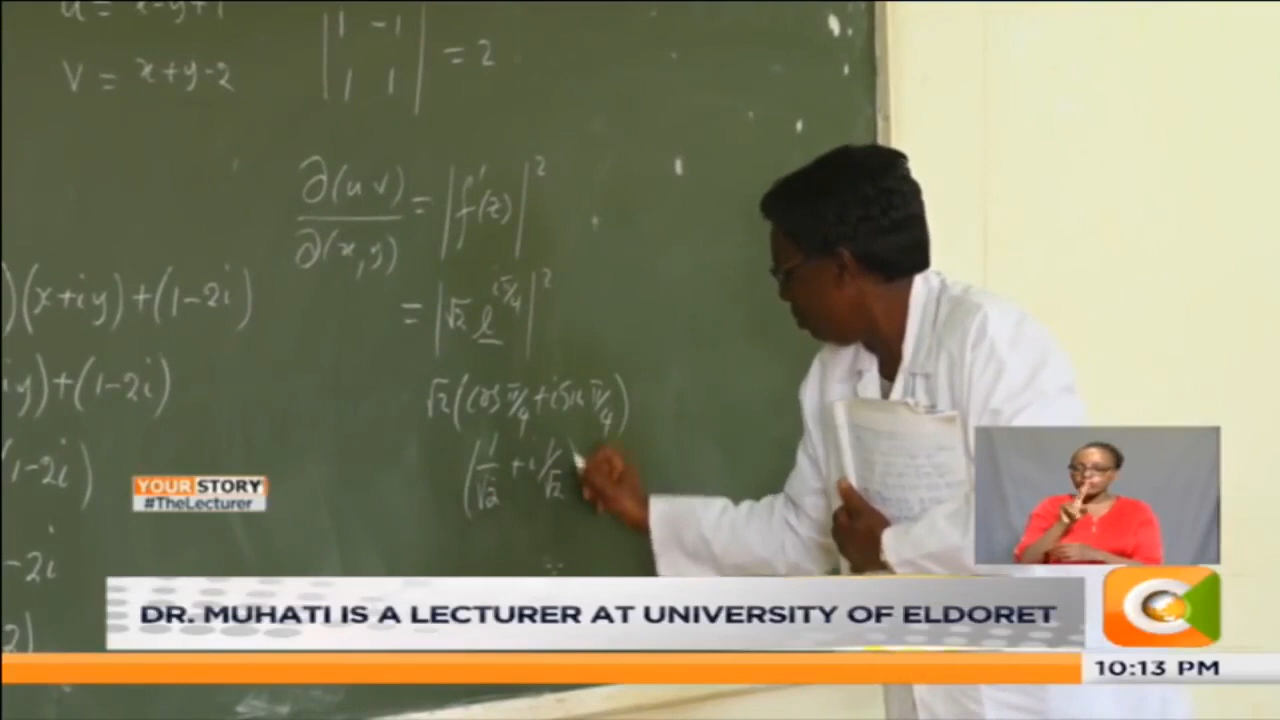 u = x-y+1
v = x+y-2
|1 -1|
|1 1| = 2
∂(u v)/∂(x,y) = |f'(z)|²
= |√2 e^{iπ/4}|²
√2(cos π/4 + i sin π/4)
(1/√2 + i 1/√2)
)(x+iy)+(1-2i)
iy)+(1-2i)
1-2i)
-2i
2)
YOUR STORY
#TheLecturer
DR. MUHATI IS A LECTURER AT UNIVERSITY OF ELDORET
10:13 PM